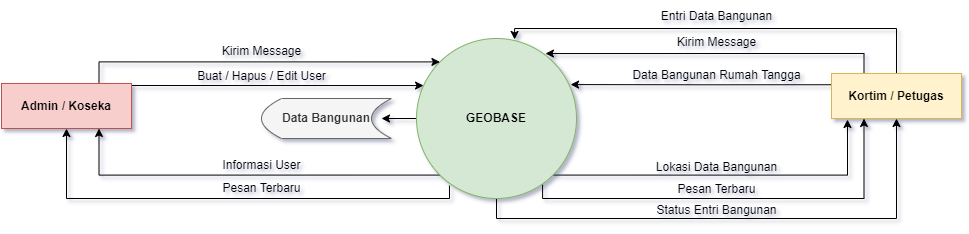 Entri Data Bangunan
Kirim Message
Kirim Message
Buat / Hapus / Edit User
Data Bangunan Rumah Tangga
Admin / Koseka
Data Bangunan
GEOBASE
Kortim / Petugas
Informasi User
Lokasi Data Bangunan
Pesan Terbaru
Pesan Terbaru
Status Entri Bangunan